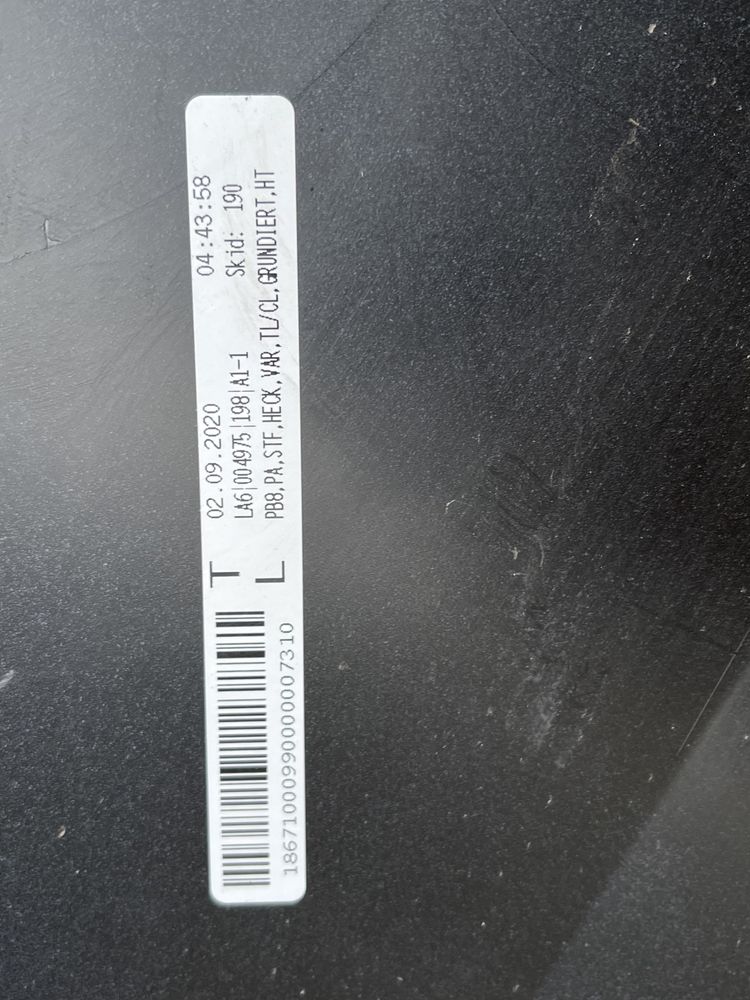 02.09.2020 04:43:58
LA6|004975|198|A1-1 Skid: 190
PB8,PA,STF,HECK,VAR,TL/CL,GRUNDIERT,HT
T
L
1867100099000000007310